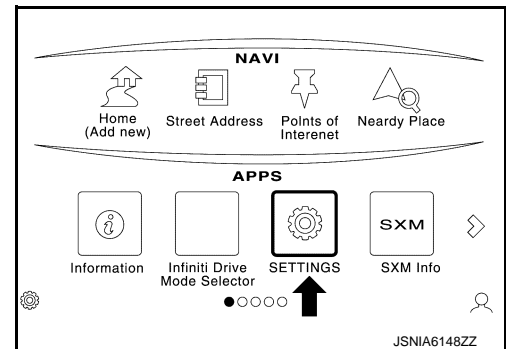 NAVI
Home
(Add new)
Street Address
Polnts of
Interenet
Neardy Place
APPS
SXM
Information
Infiniti Drive
Mode Selector
SETTINGS
SXM Info
JSNIA6148ZZ